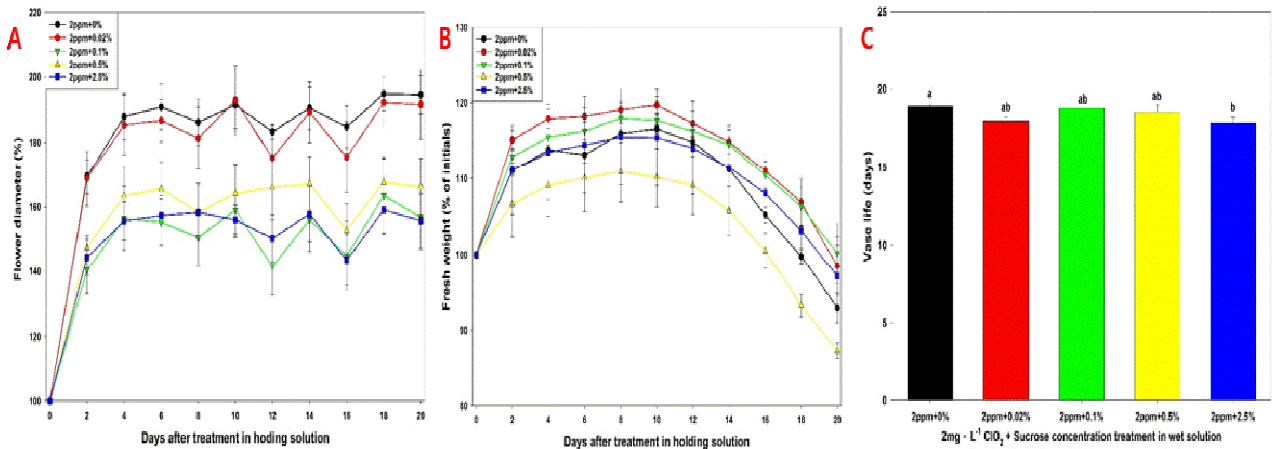 A
220
200
180
160
140
120
100
0 2 4 6 8 10 12 14 16 18 20
Flower diadmeter (%)
Days after treatment in hoding solution
2ppm+0%
2ppm+0.02%
2ppm+0.1%
2ppm+0.5%
2ppm+2.5%
B
130
120
110
100
90
80
0 2 4 6 8 10 12 14 16 18 20
Fresh weight (% of initials)
Days after treatment in holding solution
2ppm+0%
2ppm+0.02%
2ppm+0.1%
2ppm+0.5%
2ppm+2.5%
C
25
20
15
10
5
0
Vase life (days)
a ab ab b
2ppm+0% 2ppm+0.02% 2ppm+0.1% 2ppm+0.5% 2ppm+2.5%
2mg · L⁻¹ ClO₂ + Sucrose concentration treatment in wet solution